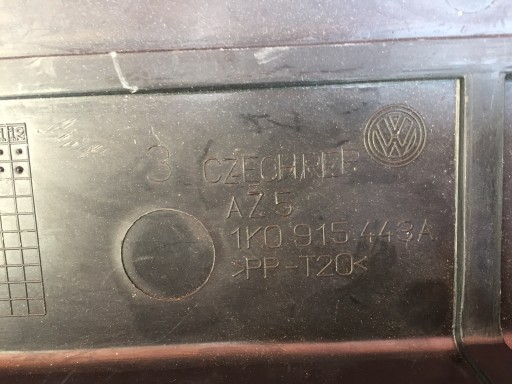 3 CZECHREP
AZ 5
1K0 915 443A
>PP-T20<